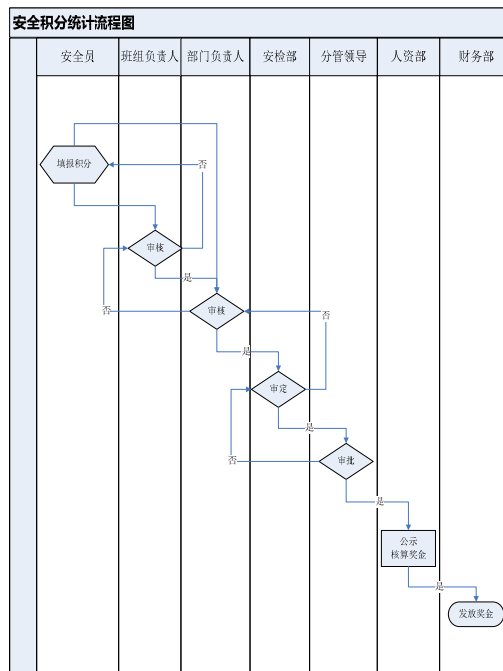 安全积分统计流程图
安全员
班组负责人
部门负责人
安检部
分管领导
人资部
财务部
填报积分
否
审核
是
否
审核
否
是
审定
是
否
审批
是
公示
核算奖金
是
发放奖金